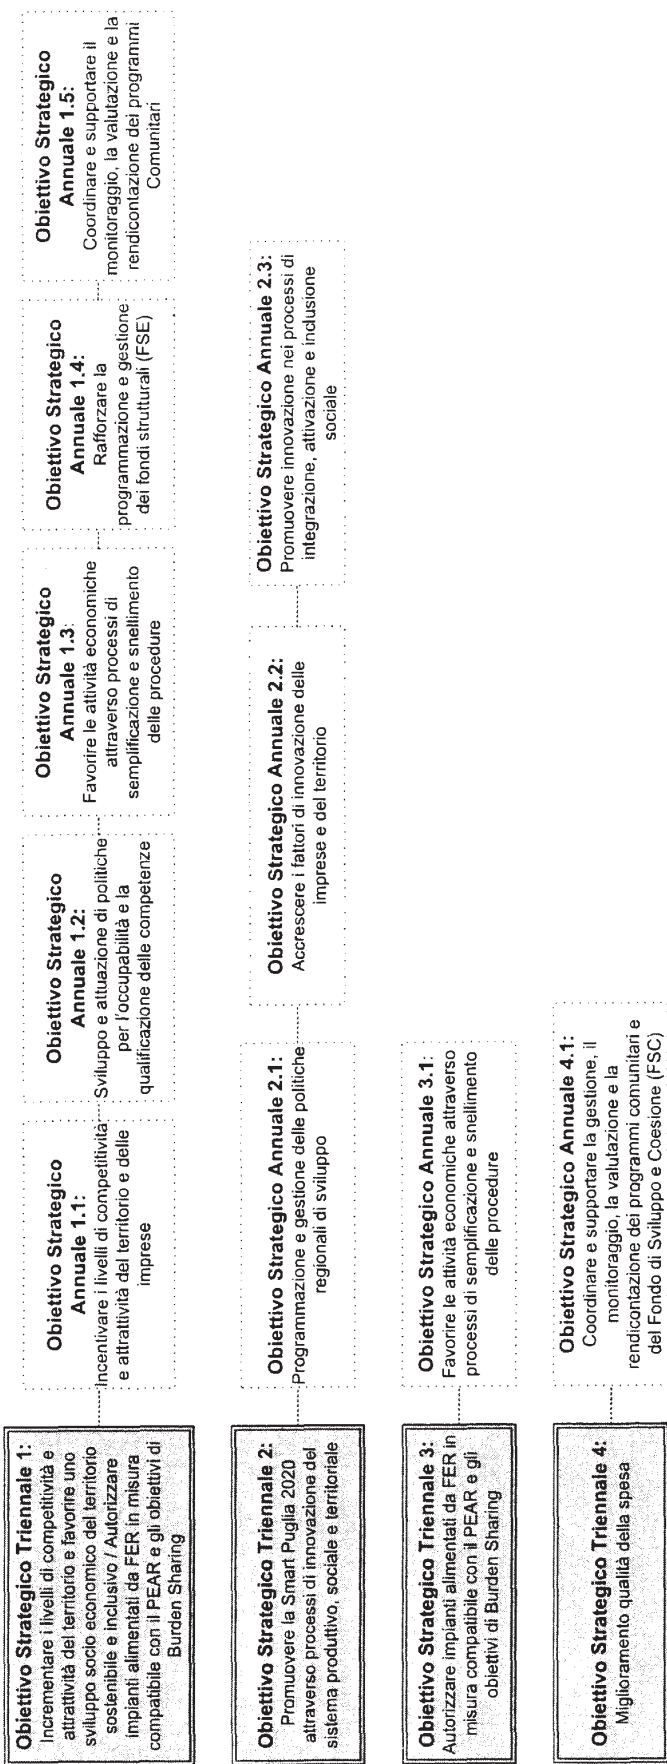 Obiettivo Strategico Triennale 1:
Incrementare i livelli di competitività e
attrattività del territorio e favorire uno
sviluppo socio economico del territorio
sostenibile e inclusivo / Autorizzare
impianti alimentati da FER in misura
compatibile con il PEAR e gli obiettivi di
Burden Sharing
Obiettivo Strategico
Annuale 1.1:
Incentivare i livelli di competitività
e attrattività del territorio e delle
imprese
Obiettivo Strategico
Annuale 1.2:
Sviluppo e attuazione di politiche
per l'occupabilità e la
qualificazione delle competenze
Obiettivo Strategico
Annuale 1.3:
Favorire le attività economiche
attraverso processi di
semplificazione e snellimento
delle procedure
Obiettivo Strategico
Annuale 1.4:
Rafforzare la
programmazione e gestione
dei fondi strutturali (FSE)
Obiettivo Strategico
Annuale 1.5:
Coordinare e supportare il
monitoraggio, la valutazione e la
rendicontazione dei programmi
Comunitari
Obiettivo Strategico Triennale 2:
Promuovere la Smart Puglia 2020
attraverso processi di innovazione del
sistema produttivo, sociale e territoriale
Obiettivo Strategico Annuale 2.1:
Programmazione e gestione delle politiche
regionali di sviluppo
Obiettivo Strategico Annuale 2.2:
Accrescere i fattori di innovazione delle
imprese e del territorio
Obiettivo Strategico Annuale 2.3:
Promuovere innovazione nei processi di
integrazione, attivazione e inclusione
sociale
Obiettivo Strategico Triennale 3:
Autorizzare impianti alimentati da FER in
misura compatibile con il PEAR e gli
obiettivi di Burden Sharing
Obiettivo Strategico Annuale 3.1:
Favorire le attività economiche attraverso
processi di semplificazione e snellimento
delle procedure
Obiettivo Strategico Triennale 4:
Miglioramento qualità della spesa
Obiettivo Strategico Annuale 4.1:
Coordinare e supportare la gestione, il
monitoraggio, la valutazione e la
rendicontazione dei programmi comunitari e
del Fondo di Sviluppo e Coesione (FSC)